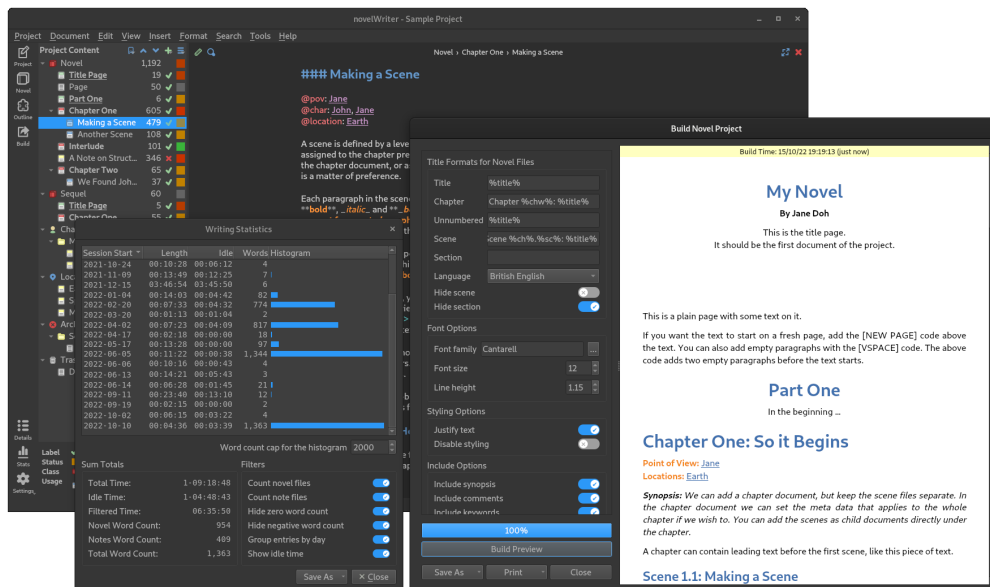 novelWriter - Sample Project
Project Document Edit View Insert Format Search Tools Help
Project
Novel
Outline
Build
Details
Stats
Settings
Project Content
Novel 1,192
Title Page 19
Page 50
Part One 6
Chapter One 605
Making a Scene 479
Another Scene 108
Interlude 101
A Note on Struct... 346
Chapter Two 65
We Found Joh... 37
Sequel 60
Title Page 5
Chapter One 55
Label
Status
Class
Usage
Novel › Chapter One › Making a Scene
### Making a Scene
@pov: Jane
@char: John, Jane
@location: Earth
A scene is defined by a leve
assigned to the chapter pre
the chapter document, or a
is a matter of preference.
Each paragraph in the scen
**bold**, _italic_ and **_b
Writing Statistics
Session Start Length Idle Words Histogram
2021-10-24 00:10:28 00:06:12 4
2021-11-09 00:13:49 00:12:25 7
2021-12-15 03:46:54 03:45:50 6
2022-01-04 00:14:03 00:04:42 82
2022-02-20 00:07:33 00:04:32 774
2022-03-20 00:01:13 00:01:04 2
2022-04-02 00:07:23 00:04:09 817
2022-04-17 00:02:18 00:00:00 18
2022-05-17 00:13:28 00:00:00 97
2022-06-05 00:11:22 00:00:38 1,344
2022-06-06 00:10:16 00:00:43 4
2022-06-12 00:14:21 00:05:43 3
2022-06-14 00:06:28 00:01:45 21
2022-09-11 00:23:40 00:13:10 12
2022-09-19 00:02:15 00:00:00 2
2022-10-02 00:06:15 00:03:22 4
2022-10-10 00:04:36 00:03:39 1,363
Word count cap for the histogram 2000
Sum Totals
Total Time: 1-09:18:48
Idle Time: 1-04:48:43
Filtered Time: 06:35:50
Novel Word Count: 954
Notes Word Count: 409
Total Word Count: 1,363
Filters
Count novel files
Count note files
Hide zero word count
Hide negative word count
Group entries by day
Show idle time
Save As
Close
Build Novel Project
Title Formats for Novel Files
Title %title%
Chapter Chapter %chw%: %title%
Unnumbered %title%
Scene Scene %ch%.%sc%: %title%
Section
Language British English
Hide scene
Hide section
Font Options
Font family Cantarell ...
Font size 12
Line height 1.15
Styling Options
Justify text
Disable styling
Include Options
Include synopsis
Include comments
Include keywords
100%
Build Preview
Save As Print Close
Build Time: 15/10/22 19:19:13 (just now)
My Novel
By Jane Doh
This is the title page.
It should be the first document of the project.
This is a plain page with some text on it.
If you want the text to start on a fresh page, add the [NEW PAGE] code above
the text. You can also add empty paragraphs with the [VSPACE] code. The above
code adds two empty paragraphs before the text starts.
Part One
In the beginning ...
Chapter One: So it Begins
Point of View: Jane
Locations: Earth
Synopsis: We can add a chapter document, but keep the scene files separate. In
the chapter document we can set the meta data that applies to the whole
chapter if we wish to. You can add the scenes as child documents directly under
the chapter.
A chapter can contain leading text before the first scene, like this piece of text.
Scene 1.1: Making a Scene